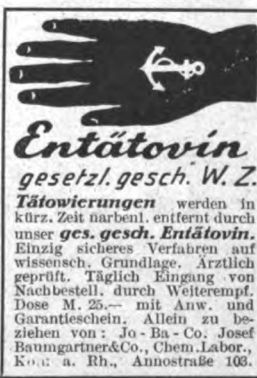 Entätovin
gesetzl. gesch. W. Z.
Tätowierungen werden in
kürz. Zeit narbenl. entfernt durch
unser ges. gesch. Entätovin.
Einzig sicheres Verfahren auf
wissensch. Grundlage. Ärztlich
geprüft. Täglich Eingang von
Nachbestell. durch Weiterempf.
Dose M. 25.— mit Anw. und
Garantieschein. Allein zu be-
ziehen von : Jo - Ba - Co. Josef
Baumgartner&Co., Chem.Labor.,
a. Rh., Annostraße 103.